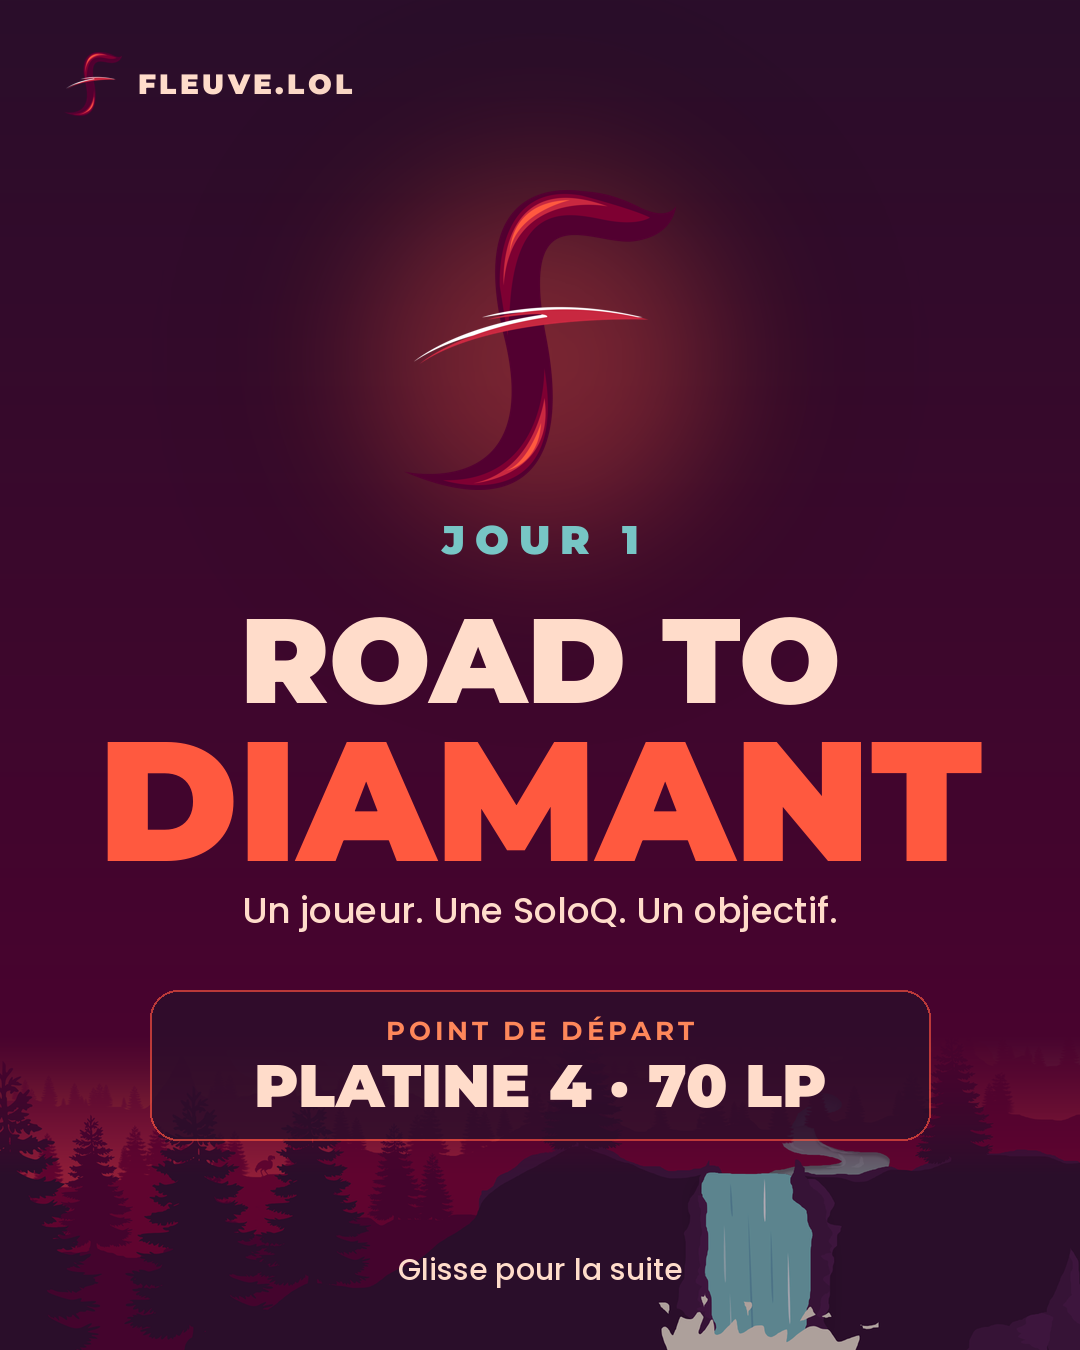 FLEUVE.LOL
JOUR 1
ROAD TO
DIAMANT
Un joueur. Une SoloQ. Un objectif.
POINT DE DÉPART
PLATINE 4 • 70 LP
Glisse pour la suite